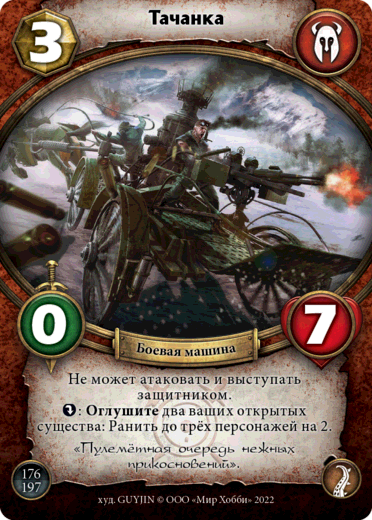 Тачанка
3
0
7
Боевая машина
Не может атаковать и выступать
защитником.
: Оглушите два ваших открытых
существа: Ранить до трёх персонажей на 2.
«Пулемётная очередь нежных
прикосновений».
176
197
худ. GUYJIN © ООО «Мир Хобби» 2022